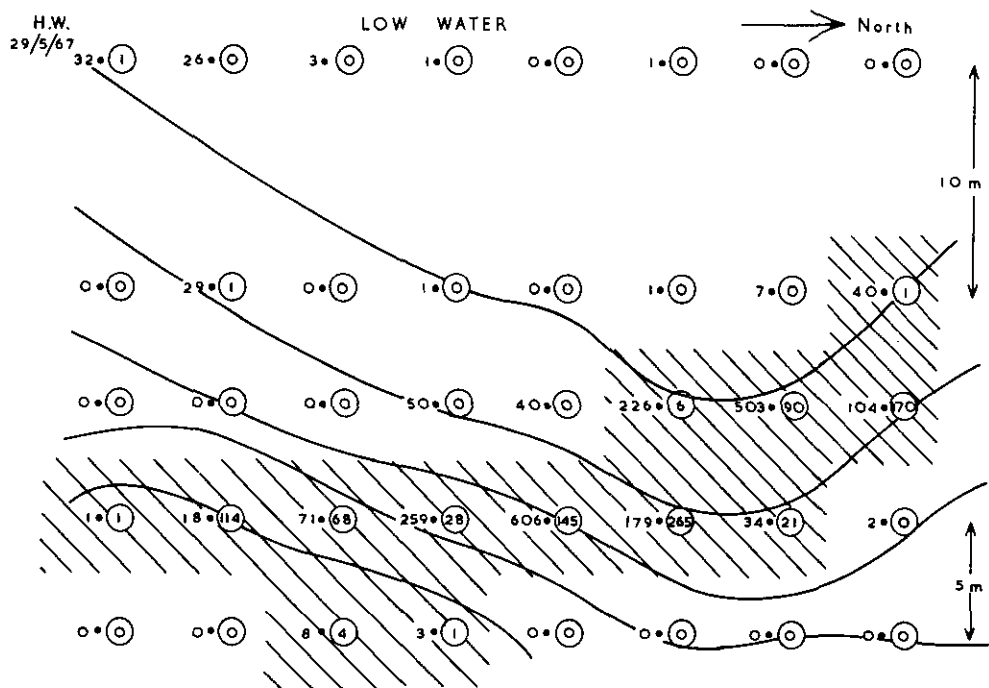 H.W. LOW WATER North
29/5/67
32 1 26 0 3 0 1 0 0 0 1 0 0 0 0 0
10 m
0 0 29 1 0 0 1 0 0 0 1 0 7 0 40 1
0 0 0 0 0 0 50 0 40 0 226 6 503 90 104 170
1 1 18 114 71 68 259 28 606 145 179 265 34 21 2 0
5 m
0 0 0 0 8 4 3 1 0 0 0 0 0 0 0 0